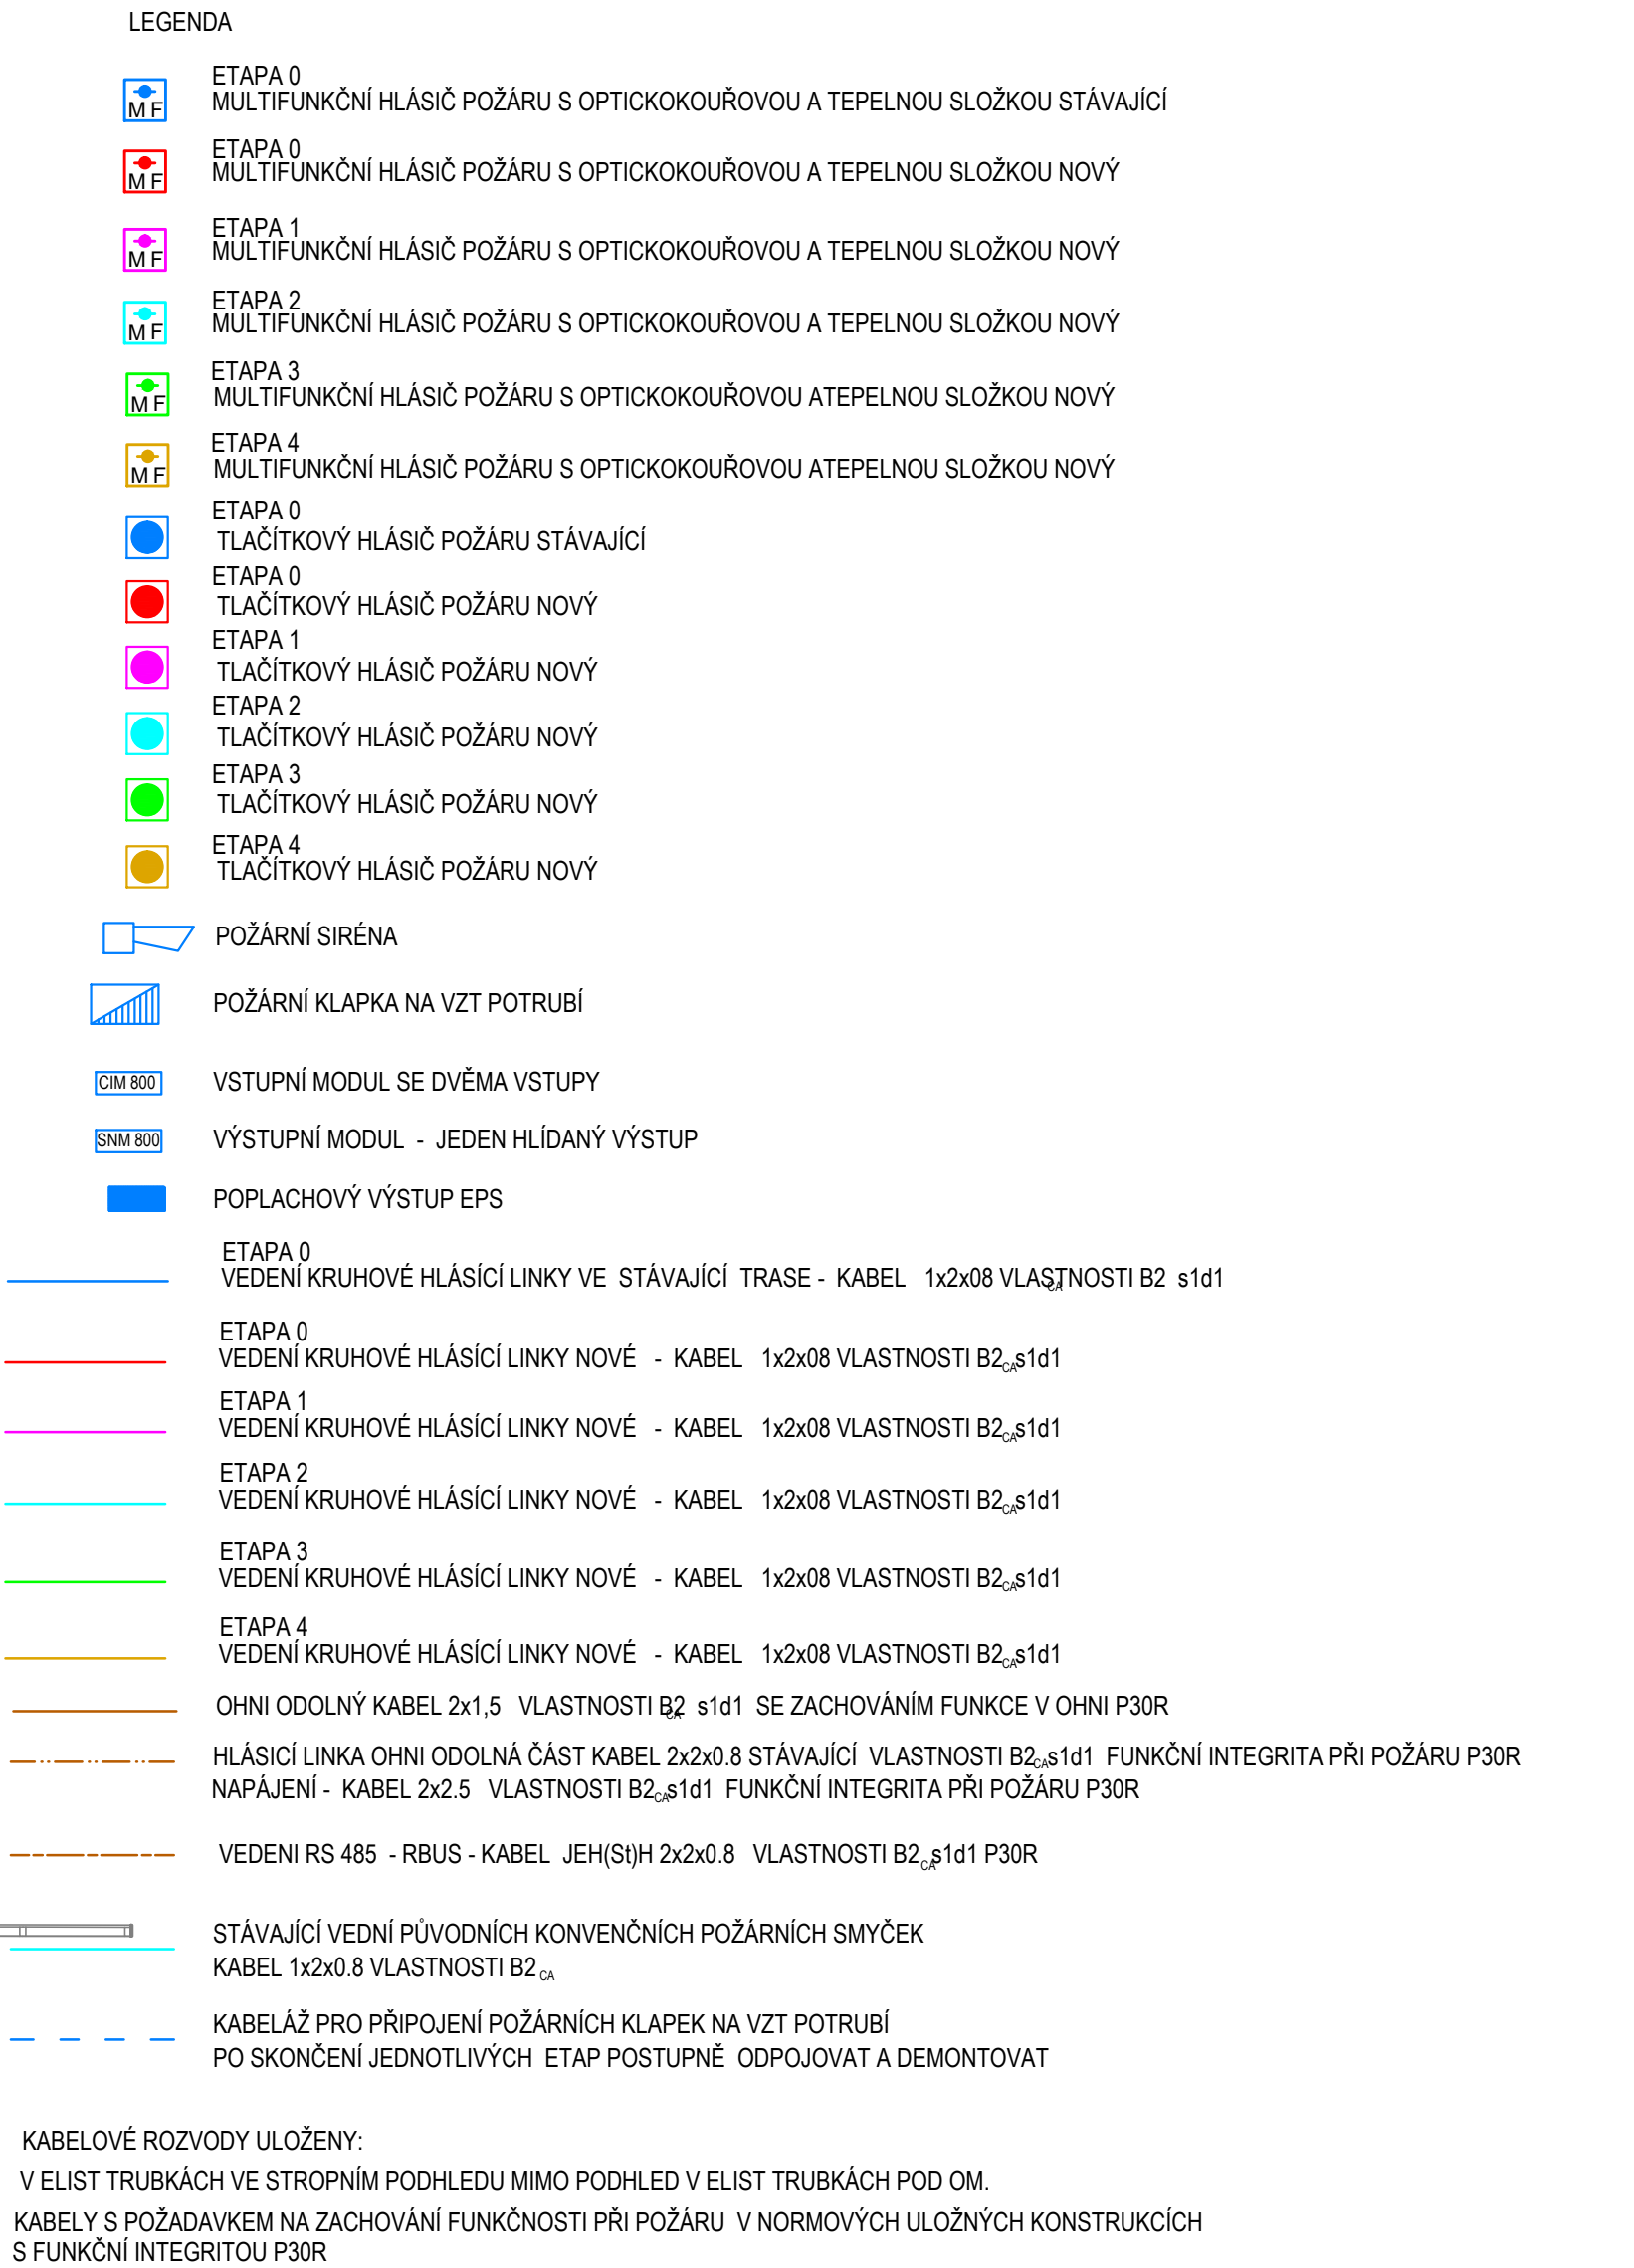 LEGENDA
ETAPA 0
MF MULTIFUNKČNÍ HLÁSIČ POŽÁRU S OPTICKOKOUŘOVOU A TEPELNOU SLOŽKOU STÁVAJÍCÍ
ETAPA 0
MF MULTIFUNKČNÍ HLÁSIČ POŽÁRU S OPTICKOKOUŘOVOU A TEPELNOU SLOŽKOU NOVÝ
ETAPA 1
MF MULTIFUNKČNÍ HLÁSIČ POŽÁRU S OPTICKOKOUŘOVOU A TEPELNOU SLOŽKOU NOVÝ
ETAPA 2
MF MULTIFUNKČNÍ HLÁSIČ POŽÁRU S OPTICKOKOUŘOVOU A TEPELNOU SLOŽKOU NOVÝ
ETAPA 3
MF MULTIFUNKČNÍ HLÁSIČ POŽÁRU S OPTICKOKOUŘOVOU ATEPELNOU SLOŽKOU NOVÝ
ETAPA 4
MF MULTIFUNKČNÍ HLÁSIČ POŽÁRU S OPTICKOKOUŘOVOU ATEPELNOU SLOŽKOU NOVÝ
ETAPA 0
TLAČÍTKOVÝ HLÁSIČ POŽÁRU STÁVAJÍCÍ
ETAPA 0
TLAČÍTKOVÝ HLÁSIČ POŽÁRU NOVÝ
ETAPA 1
TLAČÍTKOVÝ HLÁSIČ POŽÁRU NOVÝ
ETAPA 2
TLAČÍTKOVÝ HLÁSIČ POŽÁRU NOVÝ
ETAPA 3
TLAČÍTKOVÝ HLÁSIČ POŽÁRU NOVÝ
ETAPA 4
TLAČÍTKOVÝ HLÁSIČ POŽÁRU NOVÝ
POŽÁRNÍ SIRÉNA
POŽÁRNÍ KLAPKA NA VZT POTRUBÍ
CIM 800 VSTUPNÍ MODUL SE DVĚMA VSTUPY
SNM 800 VÝSTUPNÍ MODUL - JEDEN HLÍDANÝ VÝSTUP
POPLACHOVÝ VÝSTUP EPS
ETAPA 0
VEDENÍ KRUHOVÉ HLÁSÍCÍ LINKY VE STÁVAJÍCÍ TRASE - KABEL 1x2x08 VLASTNOSTI B2 CA s1d1
ETAPA 0
VEDENÍ KRUHOVÉ HLÁSÍCÍ LINKY NOVÉ - KABEL 1x2x08 VLASTNOSTI B2CAs1d1
ETAPA 1
VEDENÍ KRUHOVÉ HLÁSÍCÍ LINKY NOVÉ - KABEL 1x2x08 VLASTNOSTI B2CAs1d1
ETAPA 2
VEDENÍ KRUHOVÉ HLÁSÍCÍ LINKY NOVÉ - KABEL 1x2x08 VLASTNOSTI B2CAs1d1
ETAPA 3
VEDENÍ KRUHOVÉ HLÁSÍCÍ LINKY NOVÉ - KABEL 1x2x08 VLASTNOSTI B2CAs1d1
ETAPA 4
VEDENÍ KRUHOVÉ HLÁSÍCÍ LINKY NOVÉ - KABEL 1x2x08 VLASTNOSTI B2CAs1d1
OHNI ODOLNÝ KABEL 2x1,5 VLASTNOSTI B2 CA s1d1 SE ZACHOVÁNÍM FUNKCE V OHNI P30R
HLÁSICÍ LINKA OHNI ODOLNÁ ČÁST KABEL 2x2x0.8 STÁVAJÍCÍ VLASTNOSTI B2CAs1d1 FUNKČNÍ INTEGRITA PŘI POŽÁRU P30R
NAPÁJENÍ - KABEL 2x2.5 VLASTNOSTI B2CAs1d1 FUNKČNÍ INTEGRITA PŘI POŽÁRU P30R
VEDENI RS 485 - RBUS - KABEL JEH(St)H 2x2x0.8 VLASTNOSTI B2CAs1d1 P30R
STÁVAJÍCÍ VEDNÍ PŮVODNÍCH KONVENČNÍCH POŽÁRNÍCH SMYČEK
KABEL 1x2x0.8 VLASTNOSTI B2 CA
KABELÁŽ PRO PŘIPOJENÍ POŽÁRNÍCH KLAPEK NA VZT POTRUBÍ
PO SKONČENÍ JEDNOTLIVÝCH ETAP POSTUPNĚ ODPOJOVAT A DEMONTOVAT
KABELOVÉ ROZVODY ULOŽENY:
V ELIST TRUBKÁCH VE STROPNÍM PODHLEDU MIMO PODHLED V ELIST TRUBKÁCH POD OM.
KABELY S POŽADAVKEM NA ZACHOVÁNÍ FUNKČNOSTI PŘI POŽÁRU V NORMOVÝCH ULOŽNÝCH KONSTRUKCÍCH
S FUNKČNÍ INTEGRITOU P30R